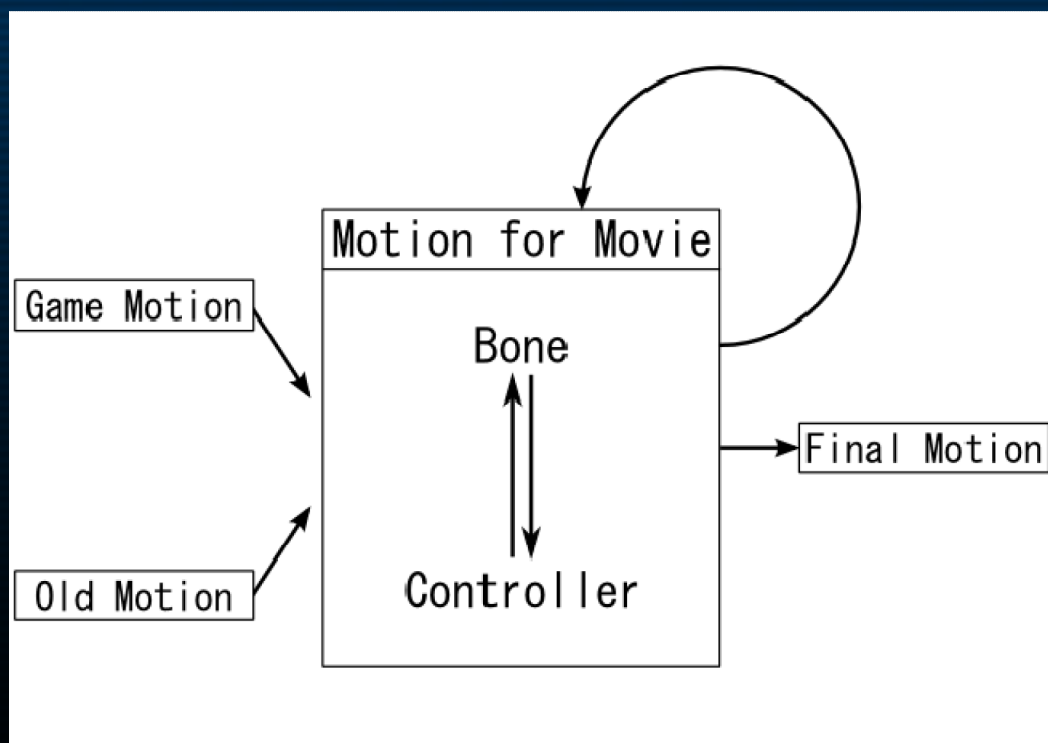 Motion for Movie
Game Motion
Bone
Final Motion
Old Motion
Controller